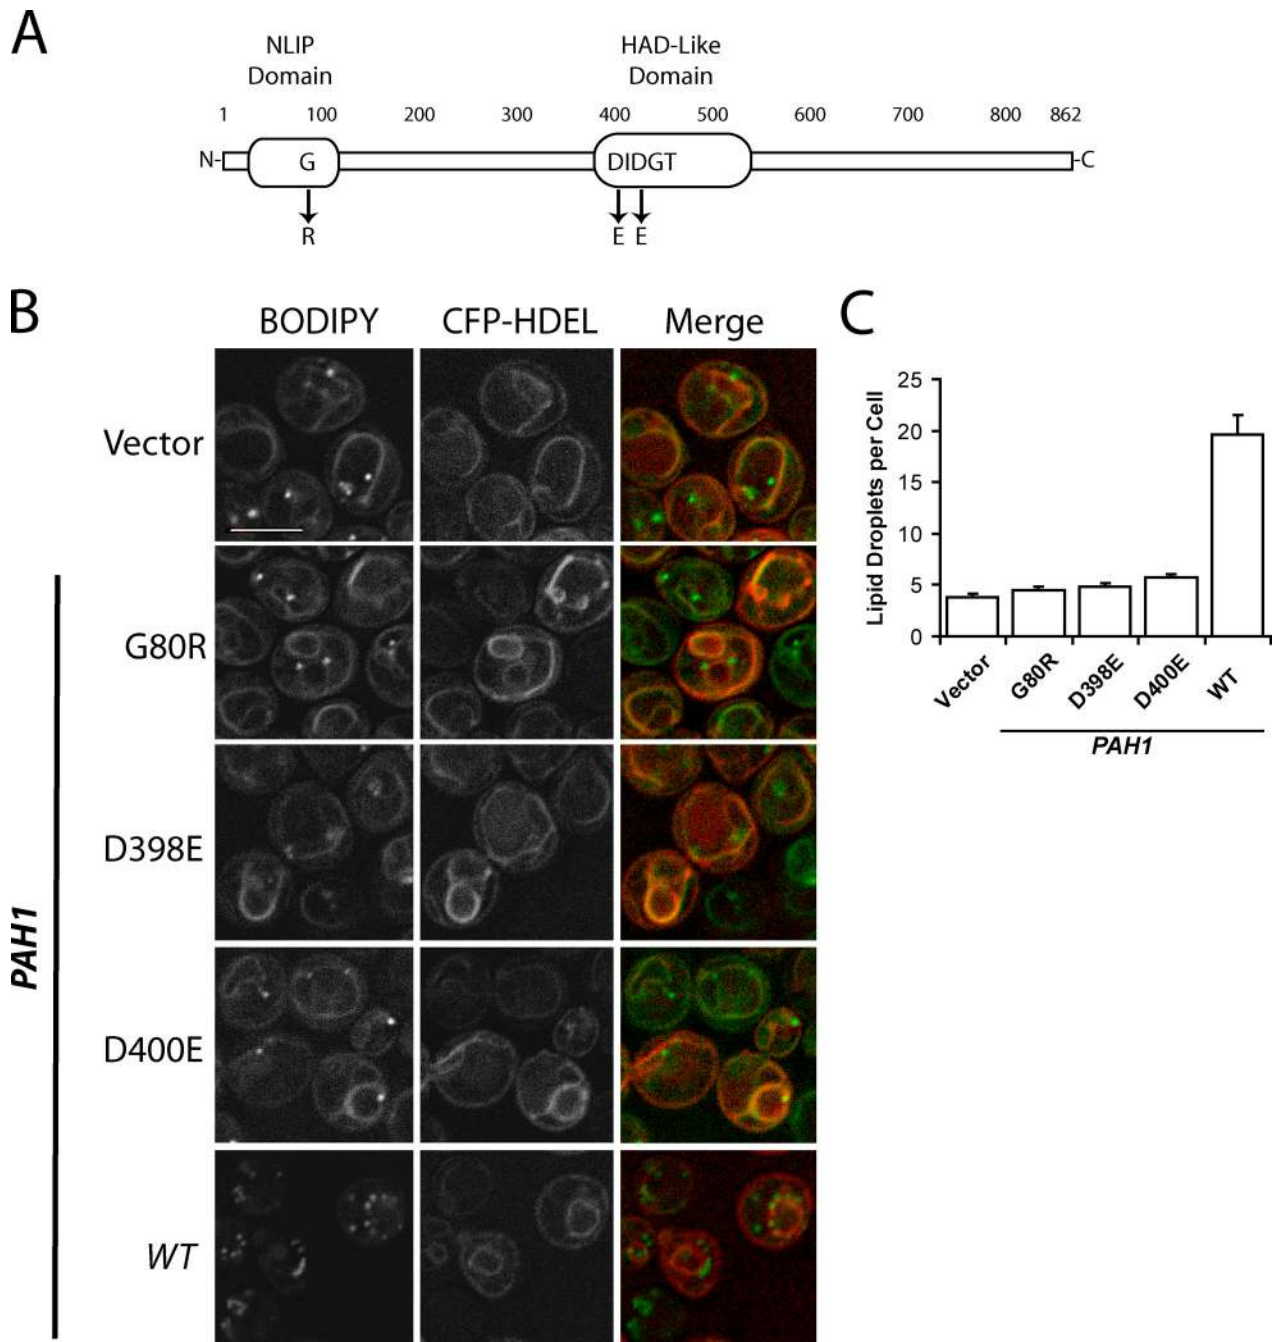 A
NLIP
Domain
HAD-Like
Domain
1 100 200 300 400 500 600 700 800 862
N- G DIDGT -C
R E E
B
BODIPY CFP-HDEL Merge
Vector
G80R
D398E
D400E
WT
PAH1
C
Lipid Droplets per Cell
25
20
15
10
5
0
Vector G80R D398E D400E WT
PAH1